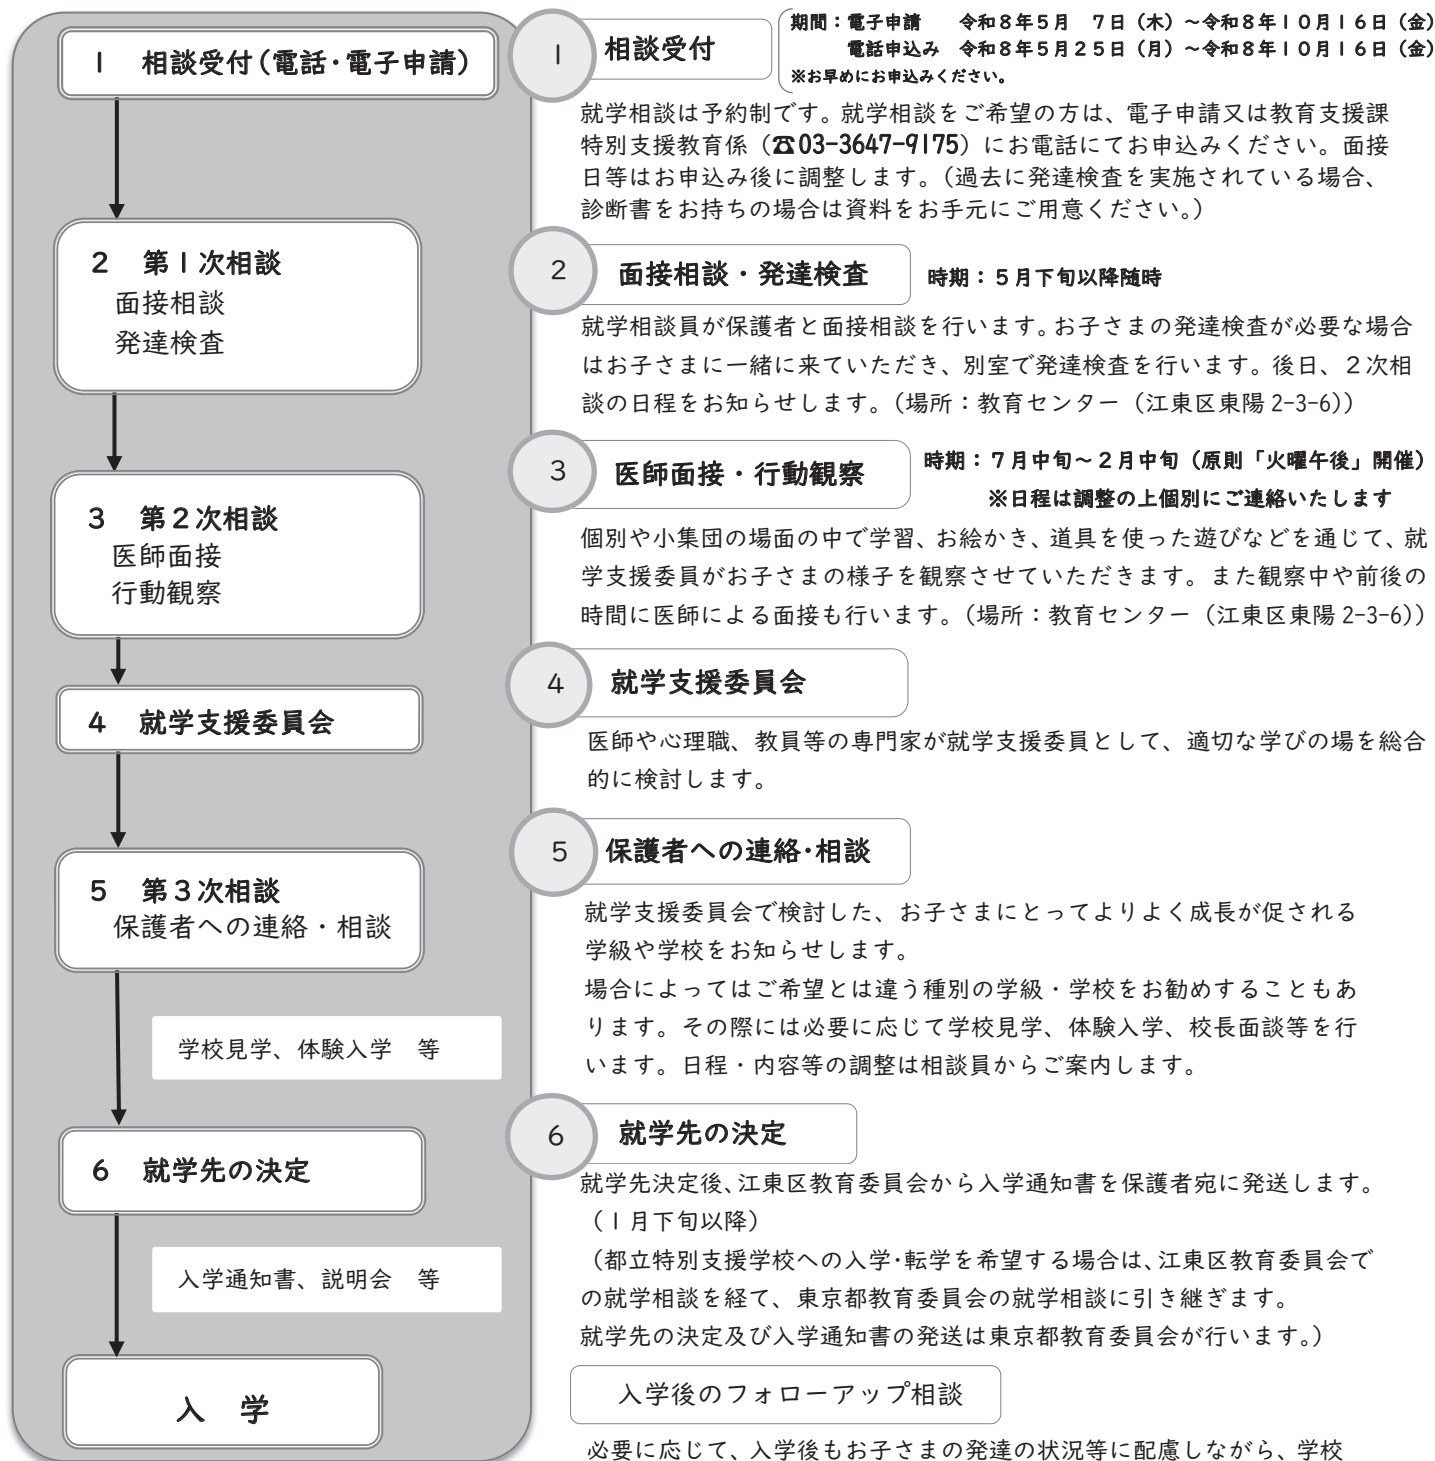 1　相談受付（電話・電子申請）
2　第1次相談
面接相談
発達検査
3　第2次相談
医師面接
行動観察
4　就学支援委員会
5　第3次相談
保護者への連絡・相談
学校見学、体験入学　等
6　就学先の決定
入学通知書、説明会　等
入　学
1　相談受付
期間：電子申請　令和8年5月　7日（木）～令和8年10月16日（金）
電話申込み　令和8年5月25日（月）～令和8年10月16日（金）
※お早めにお申込みください。
就学相談は予約制です。就学相談をご希望の方は、電子申請又は教育支援課
特別支援教育係（☎03-3647-9175）にお電話にてお申込みください。面接
日等はお申込み後に調整します。（過去に発達検査を実施されている場合、
診断書をお持ちの場合は資料をお手元にご用意ください。）
2　面接相談・発達検査　時期：5月下旬以降随時
就学相談員が保護者と面接相談を行います。お子さまの発達検査が必要な場合
はお子さまに一緒に来ていただき、別室で発達検査を行います。後日、2次相
談の日程をお知らせします。（場所：教育センター（江東区東陽2-3-6））
3　医師面接・行動観察　時期：7月中旬～2月中旬（原則「火曜午後」開催）
※日程は調整の上個別にご連絡いたします
個別や小集団の場面の中で学習、お絵かき、道具を使った遊びなどを通じて、就
学支援委員がお子さまの様子を観察させていただきます。また観察中や前後の
時間に医師による面接も行います。（場所：教育センター（江東区東陽2-3-6））
4　就学支援委員会
医師や心理職、教員等の専門家が就学支援委員として、適切な学びの場を総合
的に検討します。
5　保護者への連絡・相談
就学支援委員会で検討した、お子さまにとってよりよく成長が促される
学級や学校をお知らせします。
場合によってはご希望とは違う種別の学級・学校をお勧めすることもあ
ります。その際には必要に応じて学校見学、体験入学、校長面談等を行
います。日程・内容等の調整は相談員からご案内します。
6　就学先の決定
就学先決定後、江東区教育委員会から入学通知書を保護者宛に発送します。
（1月下旬以降）
（都立特別支援学校への入学・転学を希望する場合は、江東区教育委員会で
の就学相談を経て、東京都教育委員会の就学相談に引き継ぎます。
就学先の決定及び入学通知書の発送は東京都教育委員会が行います。）
入学後のフォローアップ相談
必要に応じて、入学後もお子さまの発達の状況等に配慮しながら、学校